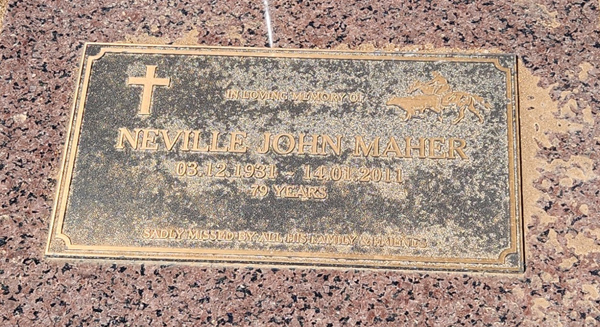 IN LOVING MEMORY OF
NEVILLE JOHN MAHER
03.12.1931 - 14.01.2011
79 YEARS
SADLY MISSED BY ALL HIS FAMILY & FRIENDS